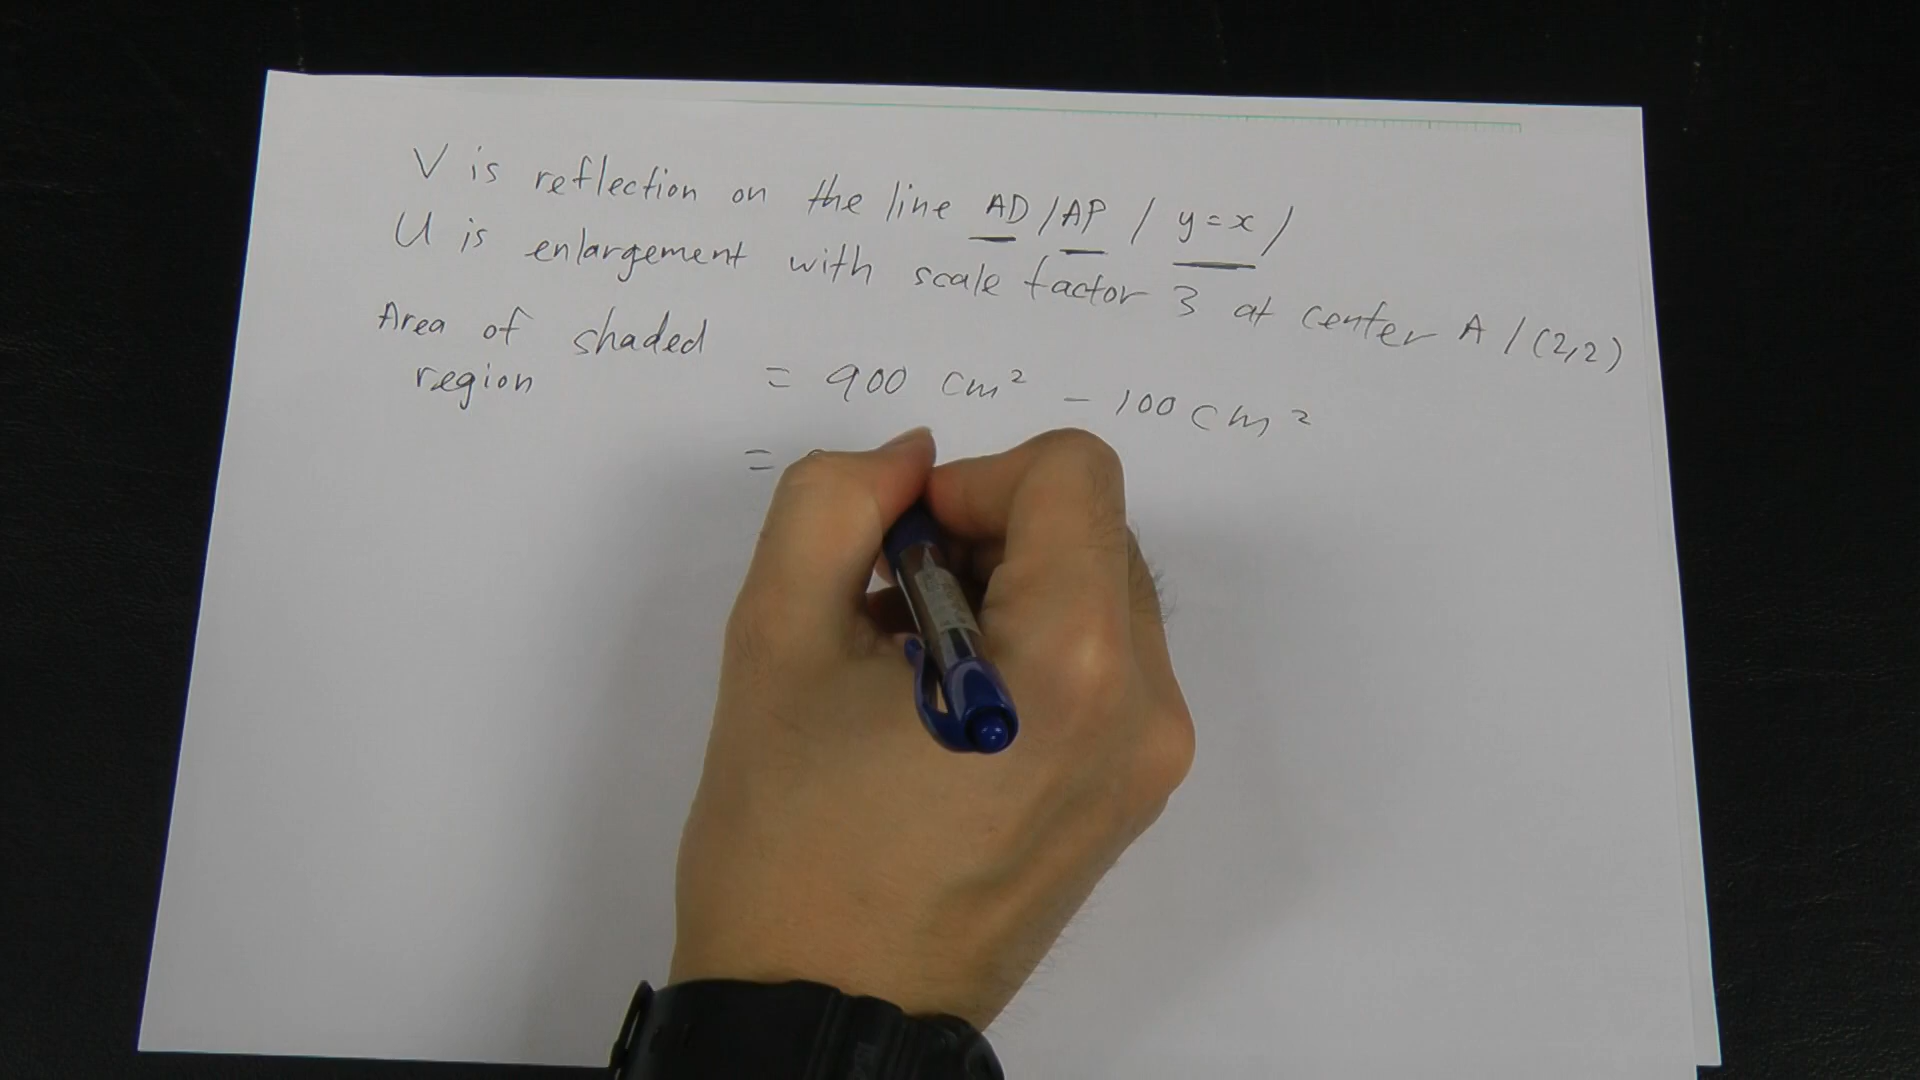 V is reflection on the line AD / AP / y = x /
U is enlargement with scale factor 3 at center A / (2,2)
Area of shaded
region = 900 cm² - 100 cm²
=